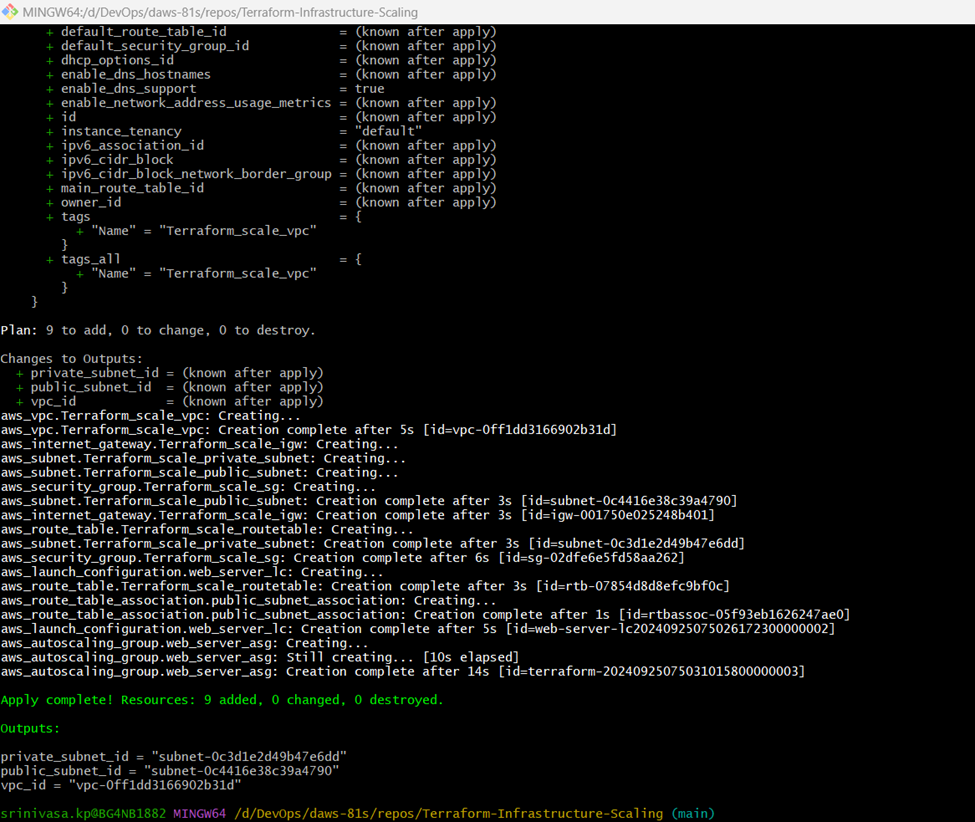 MINGW64:/d/DevOps/daws-81s/repos/Terraform-Infrastructure-Scaling
+ default_route_table_id = (known after apply)
+ default_security_group_id = (known after apply)
+ dhcp_options_id = (known after apply)
+ enable_dns_hostnames = (known after apply)
+ enable_dns_support = true
+ enable_network_address_usage_metrics = (known after apply)
+ id = (known after apply)
+ instance_tenancy = "default"
+ ipv6_association_id = (known after apply)
+ ipv6_cidr_block = (known after apply)
+ ipv6_cidr_block_network_border_group = (known after apply)
+ main_route_table_id = (known after apply)
+ owner_id = (known after apply)
+ tags = {
+ "Name" = "Terraform_scale_vpc"
}
+ tags_all = {
+ "Name" = "Terraform_scale_vpc"
}
}
Plan: 9 to add, 0 to change, 0 to destroy.
Changes to Outputs:
+ private_subnet_id = (known after apply)
+ public_subnet_id = (known after apply)
+ vpc_id = (known after apply)
aws_vpc.Terraform_scale_vpc: Creating...
aws_vpc.Terraform_scale_vpc: Creation complete after 5s [id=vpc-0ff1dd3166902b31d]
aws_internet_gateway.Terraform_scale_igw: Creating...
aws_subnet.Terraform_scale_private_subnet: Creating...
aws_subnet.Terraform_scale_public_subnet: Creating...
aws_security_group.Terraform_scale_sg: Creating...
aws_subnet.Terraform_scale_public_subnet: Creation complete after 3s [id=subnet-0c4416e38c39a4790]
aws_internet_gateway.Terraform_scale_igw: Creation complete after 3s [id=igw-001750e025248b401]
aws_route_table.Terraform_scale_routetable: Creating...
aws_subnet.Terraform_scale_private_subnet: Creation complete after 3s [id=subnet-0c3d1e2d49b47e6dd]
aws_security_group.Terraform_scale_sg: Creation complete after 6s [id=sg-02dfe6e5fd58aa262]
aws_launch_configuration.web_server_lc: Creating...
aws_route_table.Terraform_scale_routetable: Creation complete after 3s [id=rtb-07854d8d8efc9bf0c]
aws_route_table_association.public_subnet_association: Creating...
aws_route_table_association.public_subnet_association: Creation complete after 1s [id=rtbassoc-05f93eb1626247ae0]
aws_launch_configuration.web_server_lc: Creation complete after 5s [id=web-server-lc20240925075026172300000002]
aws_autoscaling_group.web_server_asg: Creating...
aws_autoscaling_group.web_server_asg: Still creating... [10s elapsed]
aws_autoscaling_group.web_server_asg: Creation complete after 14s [id=terraform-20240925075031015800000003]
Apply complete! Resources: 9 added, 0 changed, 0 destroyed.
Outputs:
private_subnet_id = "subnet-0c3d1e2d49b47e6dd"
public_subnet_id = "subnet-0c4416e38c39a4790"
vpc_id = "vpc-0ff1dd3166902b31d"
srinivasa.kp@BG4NB1882 MINGW64 /d/DevOps/daws-81s/repos/Terraform-Infrastructure-Scaling (main)